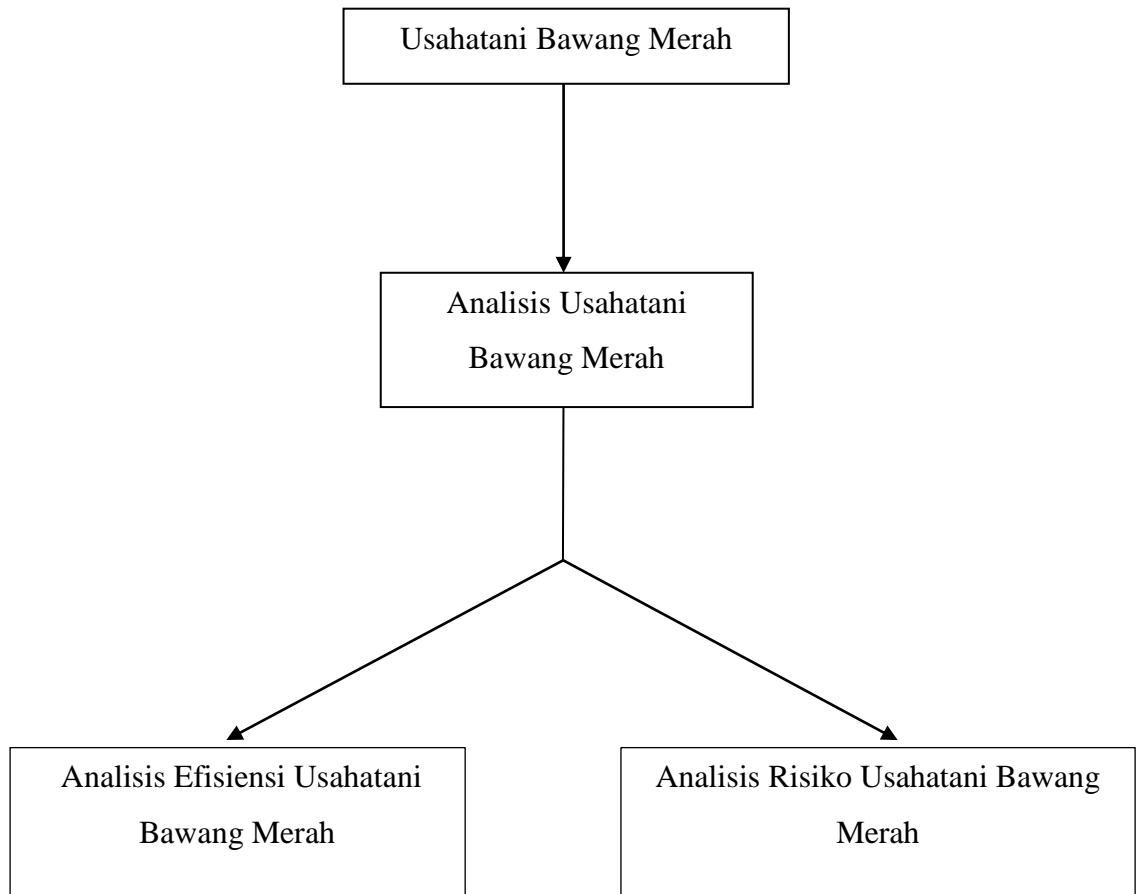 Usahatani Bawang Merah
Analisis Usahatani
Bawang Merah
Analisis Efisiensi Usahatani
Bawang Merah
Analisis Risiko Usahatani Bawang
Merah